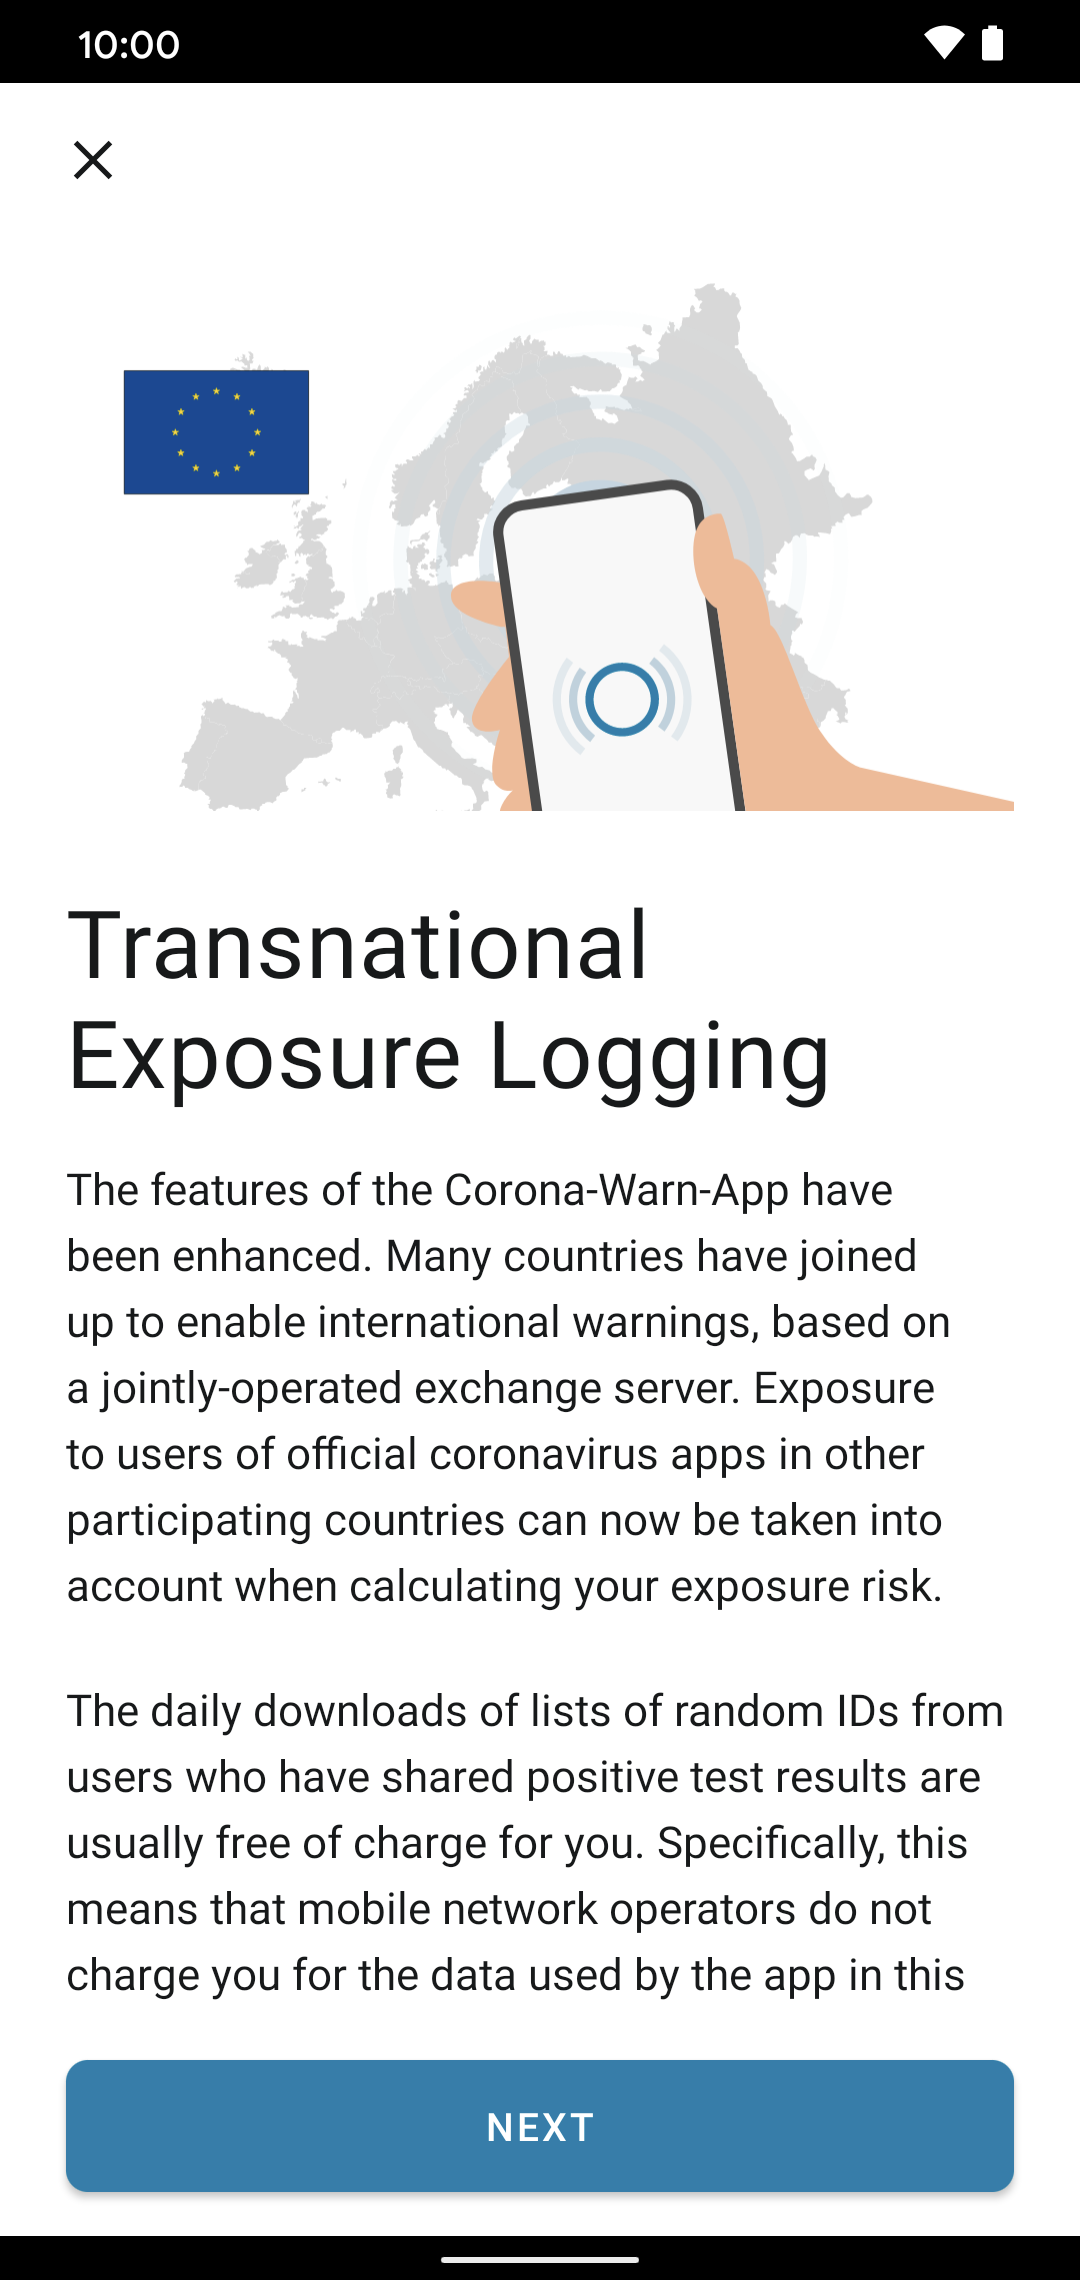 10:00
Transnational
Exposure Logging
The features of the Corona-Warn-App have
been enhanced. Many countries have joined
up to enable international warnings, based on
a jointly-operated exchange server. Exposure
to users of official coronavirus apps in other
participating countries can now be taken into
account when calculating your exposure risk.
The daily downloads of lists of random IDs from
users who have shared positive test results are
usually free of charge for you. Specifically, this
means that mobile network operators do not
charge you for the data used by the app in this
NEXT